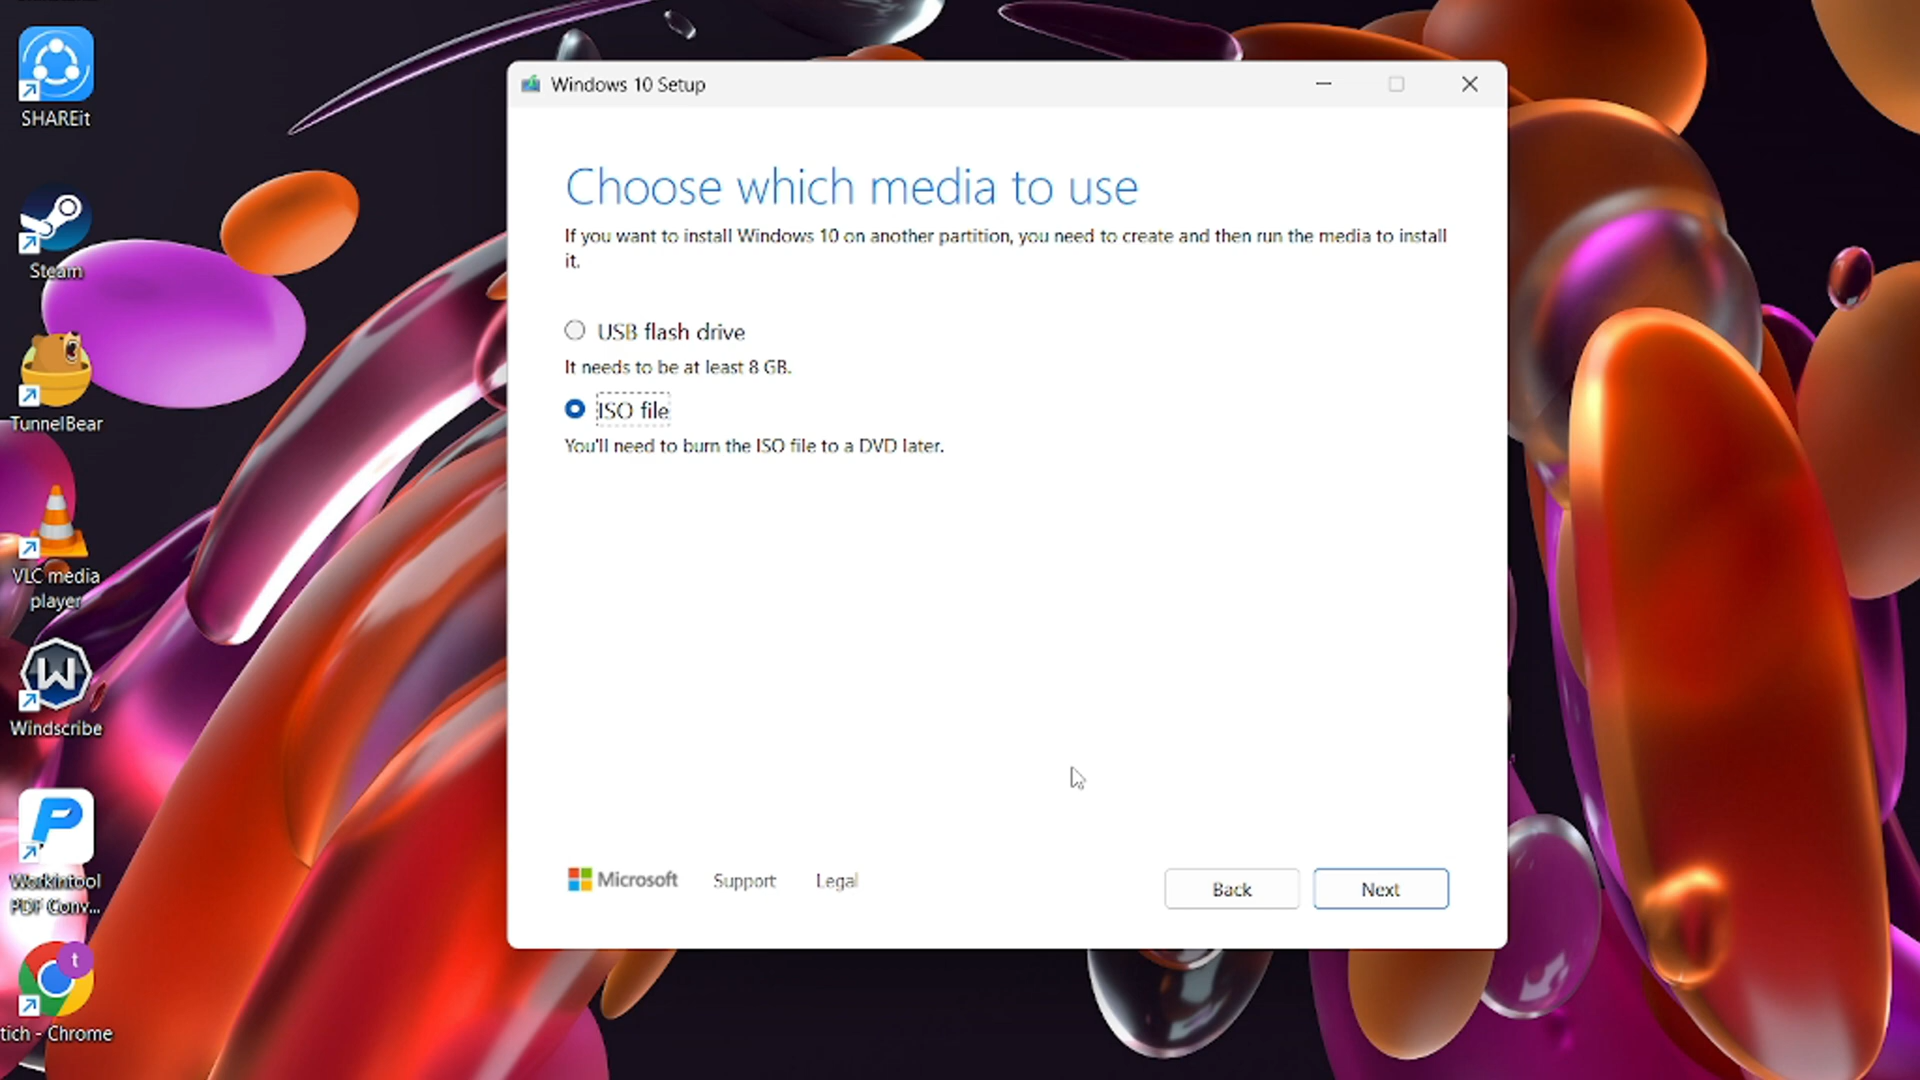 SHAREit
Steam
TunnelBear
VLC media
player
W
Windscribe
Workintool
PDF Conv...
t
tich - Chrome
Windows 10 Setup
Choose which media to use
If you want to install Windows 10 on another partition, you need to create and then run the media to install
it.
USB flash drive
It needs to be at least 8 GB.
ISO file
You'll need to burn the ISO file to a DVD later.
Microsoft
Support
Legal
Back
Next